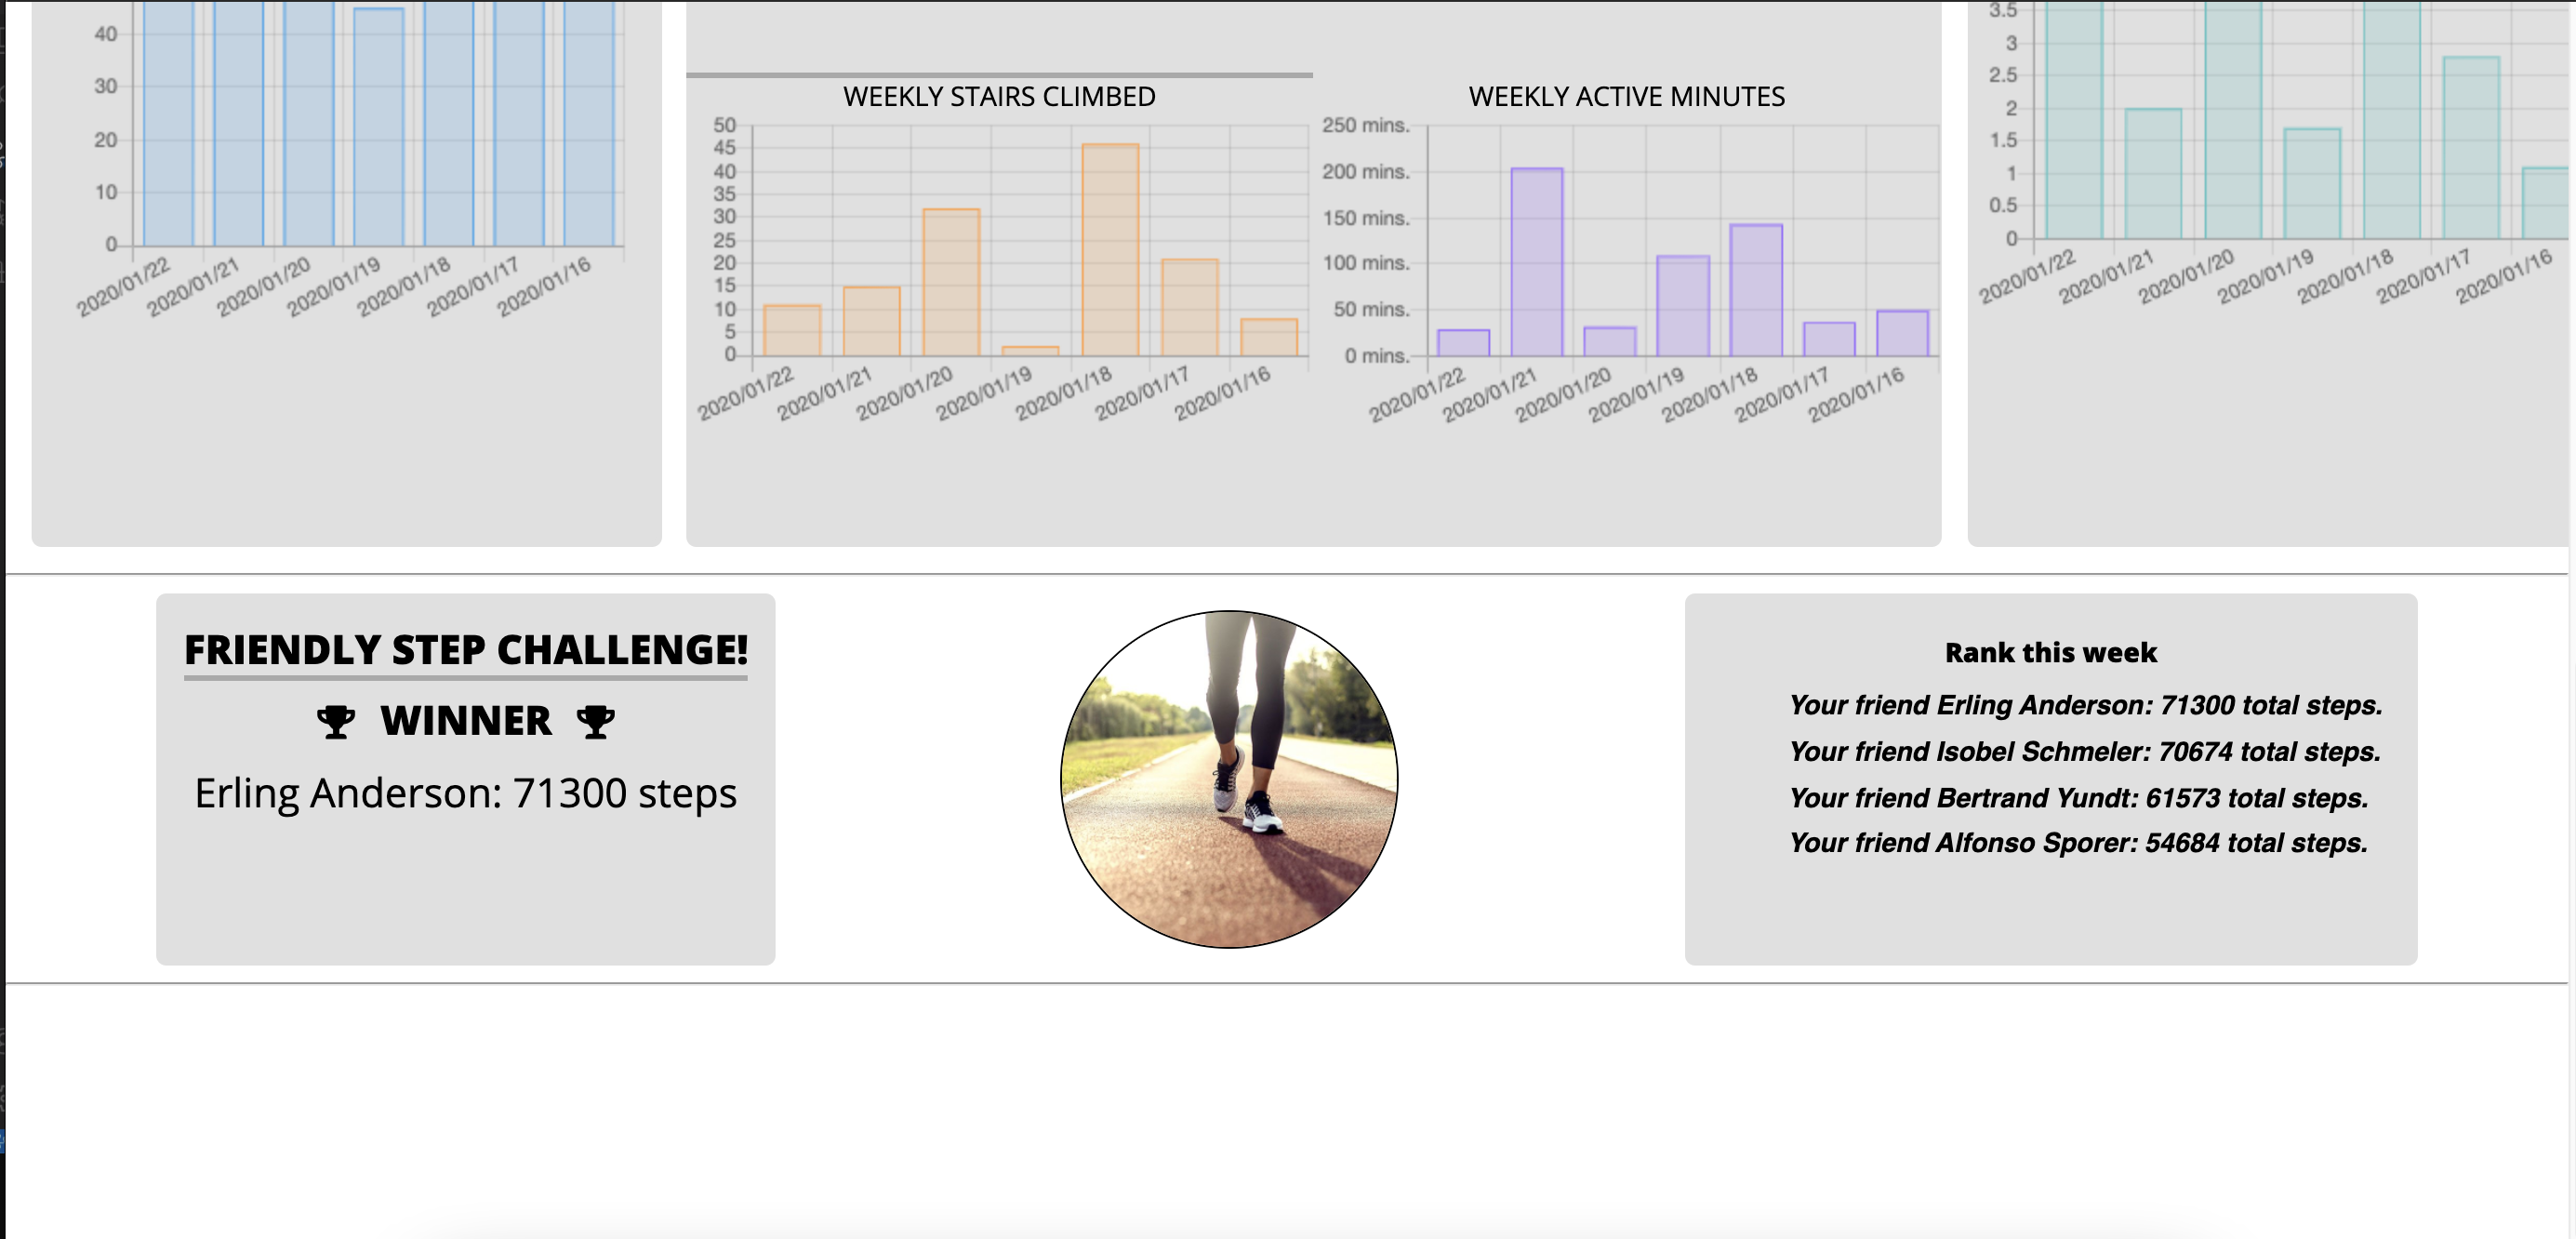 40
30
20
10
0
2020/01/22 2020/01/21 2020/01/20 2020/01/19 2020/01/18 2020/01/17 2020/01/16
WEEKLY STAIRS CLIMBED
50
45
40
35
30
25
20
15
10
5
0
2020/01/22 2020/01/21 2020/01/20 2020/01/19 2020/01/18 2020/01/17 2020/01/16
WEEKLY ACTIVE MINUTES
250 mins.
200 mins.
150 mins.
100 mins.
50 mins.
0 mins.
2020/01/22 2020/01/21 2020/01/20 2020/01/19 2020/01/18 2020/01/17 2020/01/16
3.5
3
2.5
2
1.5
1
0.5
0
2020/01/22 2020/01/21 2020/01/20 2020/01/19 2020/01/18 2020/01/17 2020/01/16
FRIENDLY STEP CHALLENGE!
WINNER
Erling Anderson: 71300 steps
Rank this week
Your friend Erling Anderson: 71300 total steps.
Your friend Isobel Schmeler: 70674 total steps.
Your friend Bertrand Yundt: 61573 total steps.
Your friend Alfonso Sporer: 54684 total steps.